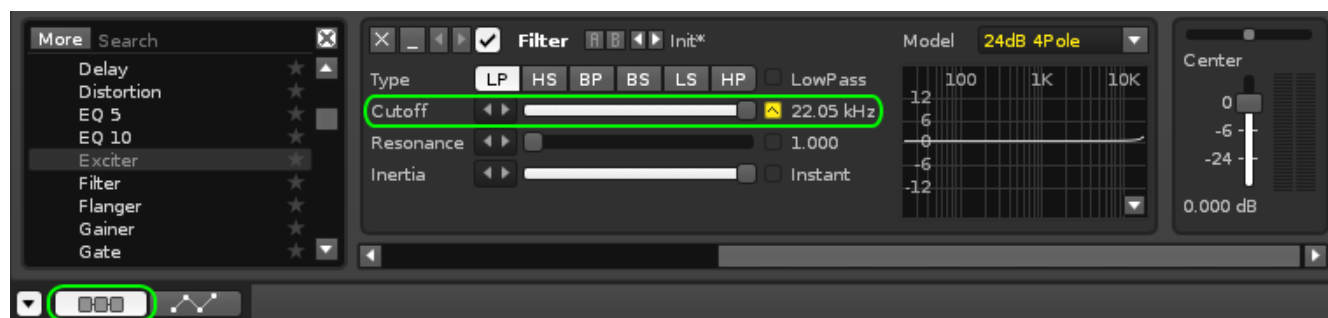 More Search
Delay
Distortion
EQ 5
EQ 10
Exciter
Filter
Flanger
Gainer
Gate
Filter A B Init*
Type LP HS BP BS LS HP LowPass
Cutoff 22.05 kHz
Resonance 1.000
Inertia Instant
Model 24dB 4Pole
100 1K 10K
12
6
0
-6
-12
Center
0
-6
-24
0.000 dB